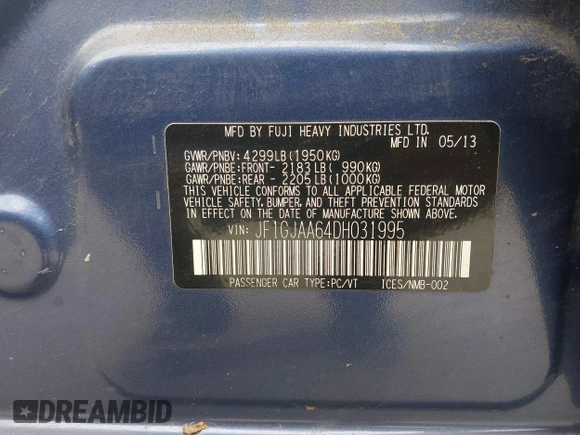 MFD BY FUJI HEAVY INDUSTRIES LTD.
MFD IN 05/13
GVWR/PNBV: 4299LB(1950KG)
GAWR/PNBE:FRONT- 2183LB( 990KG)
GAWR/PNBE:REAR - 2205LB(1000KG)
THIS VEHICLE CONFORMS TO ALL APPLICABLE FEDERAL MOTOR
VEHICLE SAFETY, BUMPER, AND THEFT PREVENTION STANDARDS
IN EFFECT ON THE DATE OF MANUFACTURE SHOWN ABOVE.
VIN: JF1GJAA64DH031995
PASSENGER CAR TYPE:PC/VT ICES/NMB-002
DREAMBID